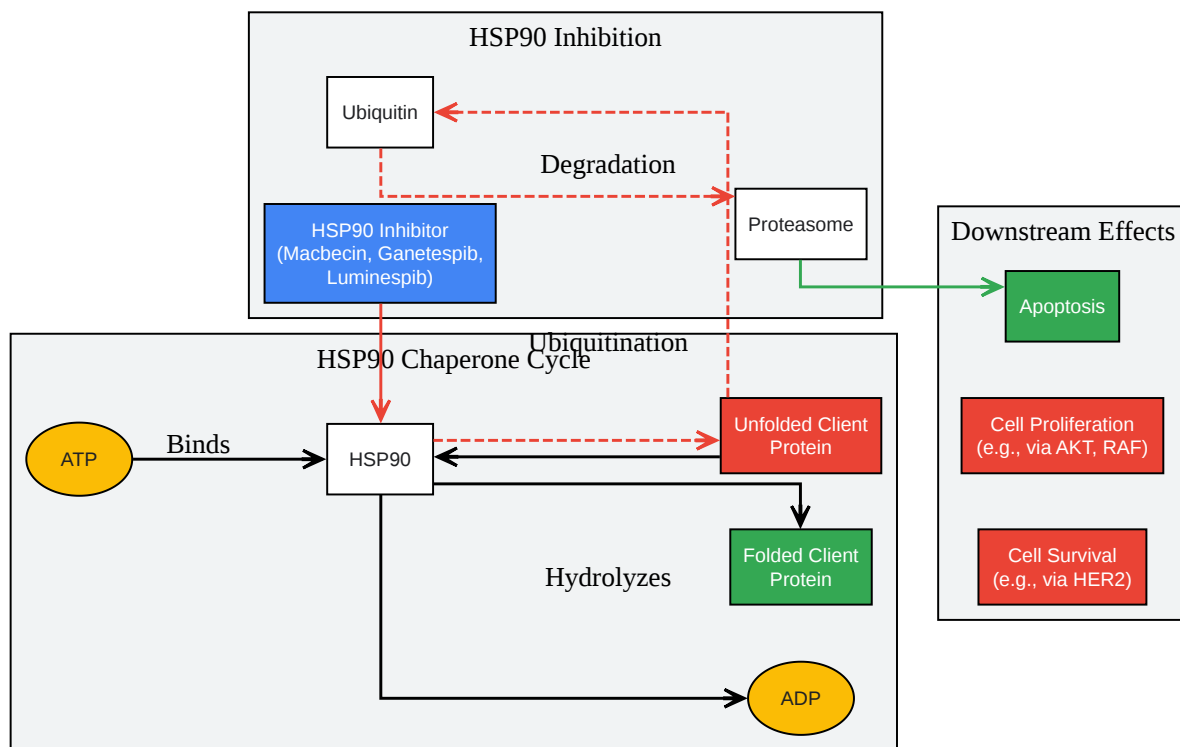 HSP90 Inhibition
Ubiquitin
Degradation
HSP90 Inhibitor
(Macbecin, Ganetespib,
Luminespib)
Proteasome
Downstream Effects
Apoptosis
Ubiquitination
HSP90 Chaperone Cycle
ATP
Binds
HSP90
Unfolded Client
Protein
Cell Proliferation
(e.g., via AKT, RAF)
Folded Client
Protein
Hydrolyzes
Cell Survival
(e.g., via HER2)
ADP